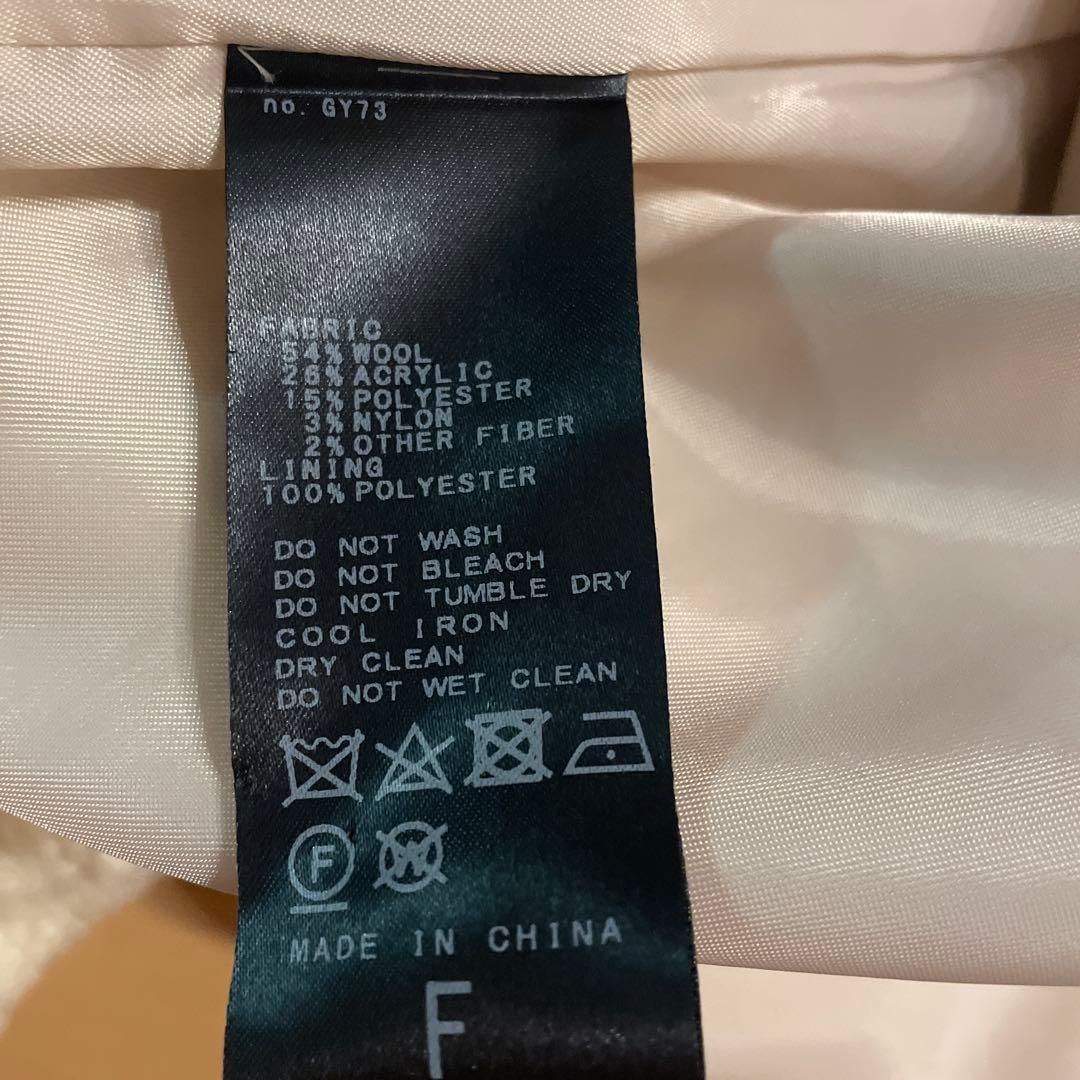 no. GY73
FABRIC
54% WOOL
26% ACRYLIC
15% POLYESTER
3% NYLON
2% OTHER FIBER
LINING
100% POLYESTER
DO NOT WASH
DO NOT BLEACH
DO NOT TUMBLE DRY
COOL IRON
DRY CLEAN
DO NOT WET CLEAN
F W
MADE IN CHINA
F